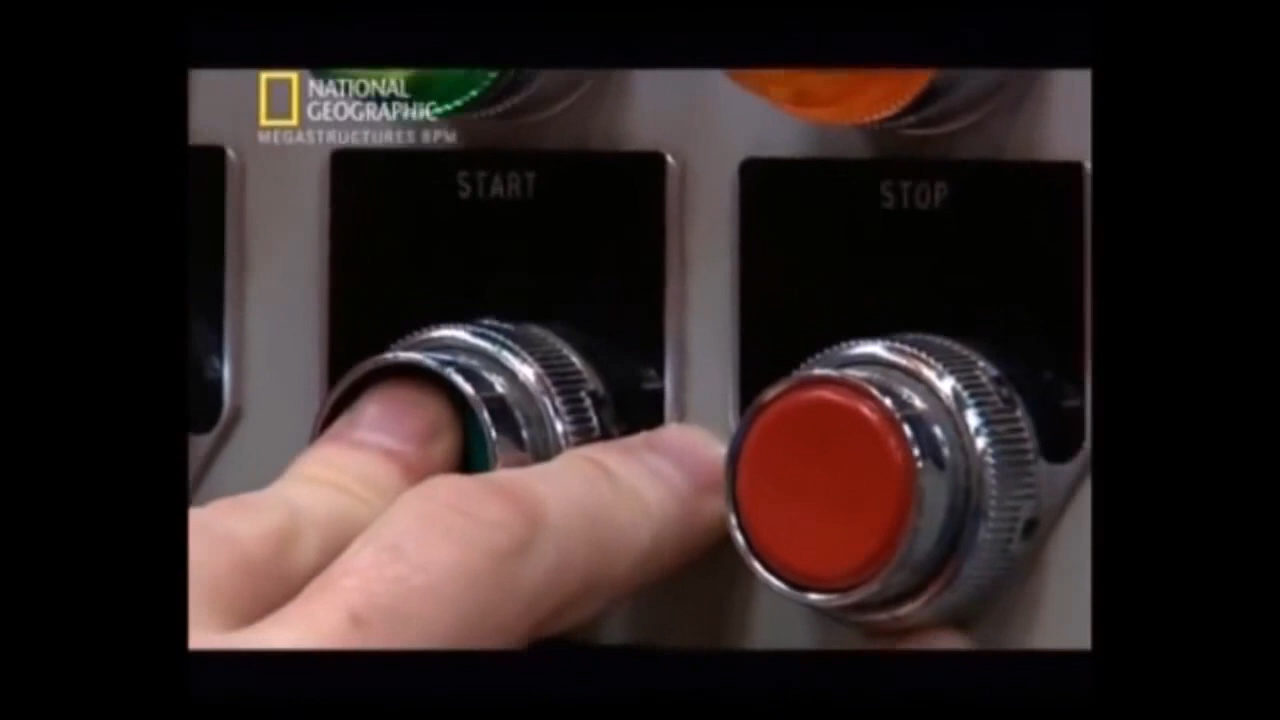 NATIONAL
GEOGRAPHIC
MEGASTRUCTURES 8PM
START
STOP